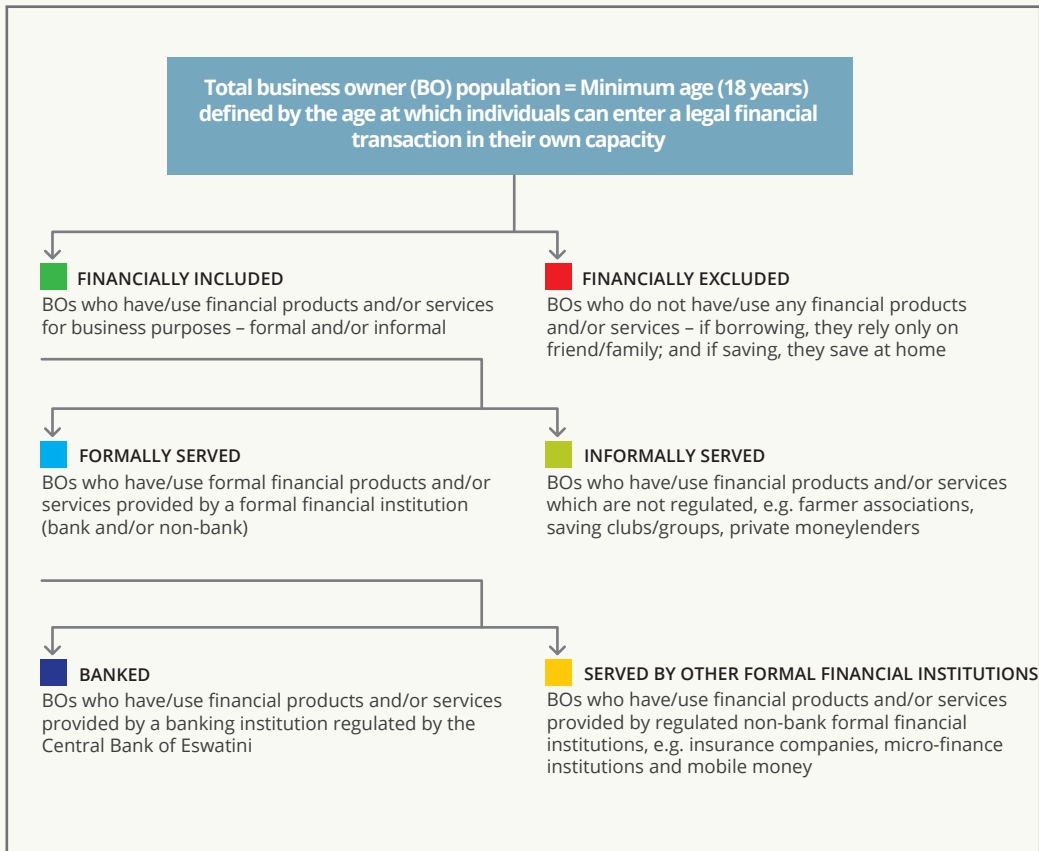 Total business owner (BO) population = Minimum age (18 years)
defined by the age at which individuals can enter a legal financial
transaction in their own capacity
FINANCIALLY INCLUDED
BOs who have/use financial products and/or services
for business purposes – formal and/or informal
FINANCIALLY EXCLUDED
BOs who do not have/use any financial products
and/or services – if borrowing, they rely only on
friend/family; and if saving, they save at home
FORMALLY SERVED
BOs who have/use formal financial products and/or
services provided by a formal financial institution
(bank and/or non-bank)
INFORMALLY SERVED
BOs who have/use financial products and/or services
which are not regulated, e.g. farmer associations,
saving clubs/groups, private moneylenders
BANKED
BOs who have/use financial products and/or services
provided by a banking institution regulated by the
Central Bank of Eswatini
SERVED BY OTHER FORMAL FINANCIAL INSTITUTIONS
BOs who have/use financial products and/or services
provided by regulated non-bank formal financial
institutions, e.g. insurance companies, micro-finance
institutions and mobile money